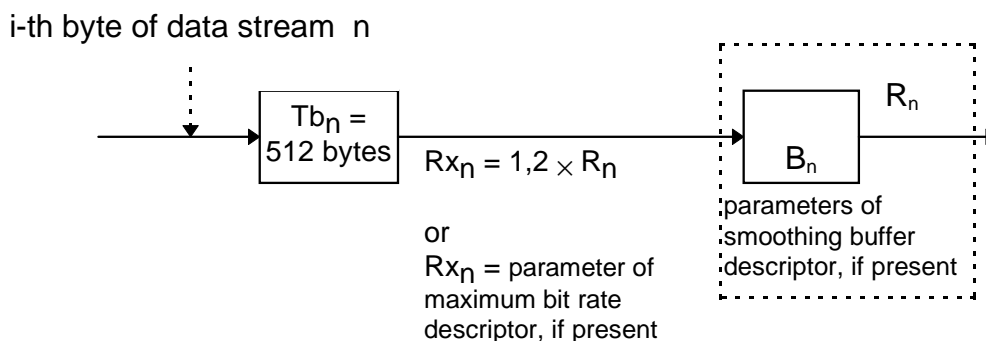 i-th byte of data stream n
Tbn =
512 bytes
Rxn = 1,2 × Rn
or
Rxn = parameter of
maximum bit rate
descriptor, if present
Bn
Rn
parameters of
smoothing buffer
descriptor, if present